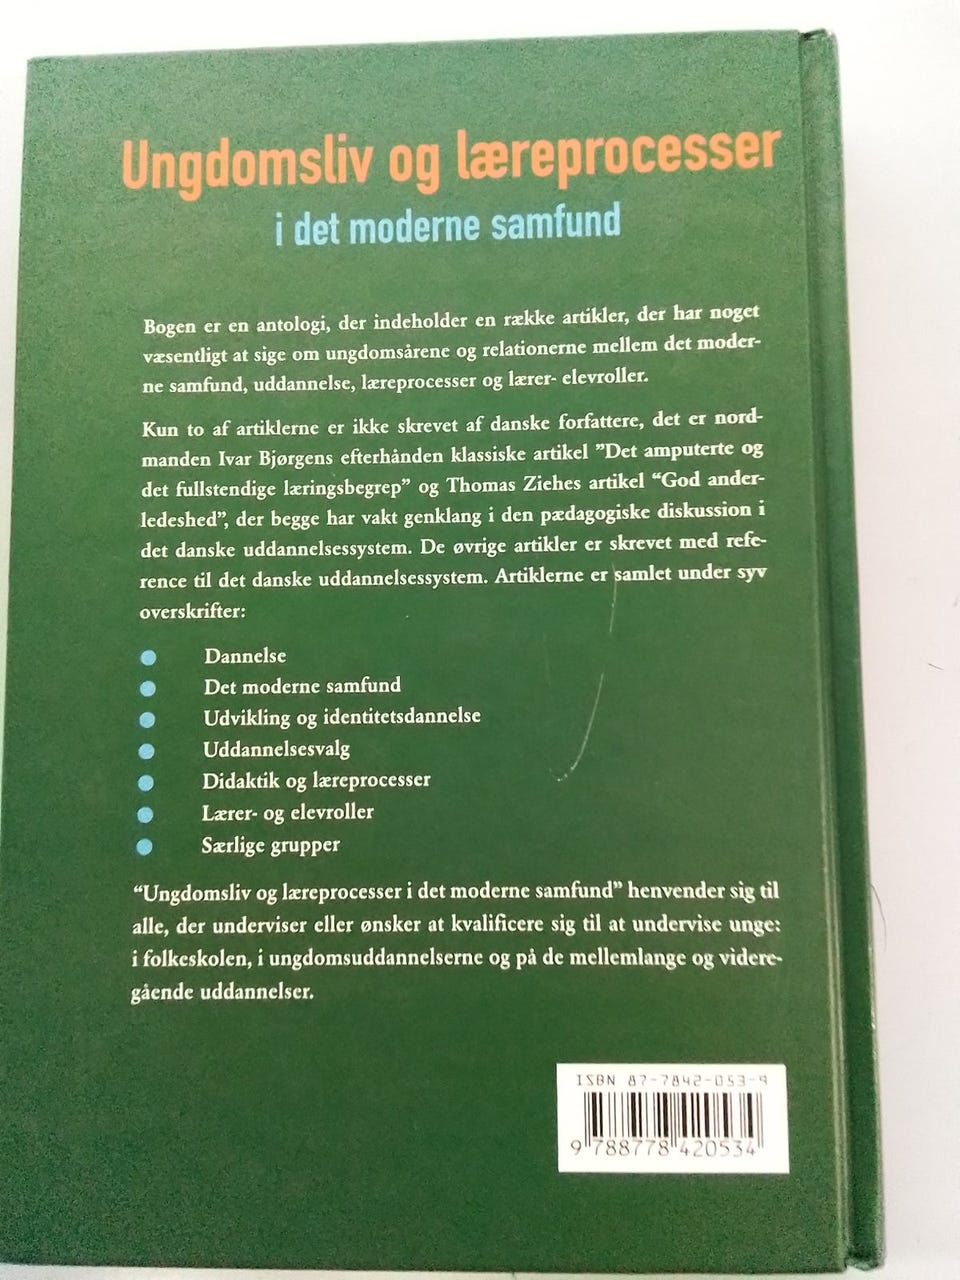 Ungdomsliv og læreprocesser
i det moderne samfund
Bogen er en antologi, der indeholder en række artikler, der har noget
væsentligt at sige om ungdomsårene og relationerne mellem det moder-
ne samfund, uddannelse, læreprocesser og lærer- elevroller.
Kun to af artiklerne er ikke skrevet af danske forfattere, det er nord-
manden Ivar Bjørgens efterhånden klassiske artikel ”Det amputerte og
det fullstendige læringsbegrep” og Thomas Ziehes artikel “God ander-
ledeshed”, der begge har vakt genklang i den pædagogiske diskussion i
det danske uddannelsessystem. De øvrige artikler er skrevet med refe-
rence til det danske uddannelsessystem. Artiklerne er samlet under syv
overskrifter:
● Dannelse
● Det moderne samfund
● Udvikling og identitetsdannelse
● Uddannelsesvalg
● Didaktik og læreprocesser
● Lærer- og elevroller
● Særlige grupper
“Ungdomsliv og læreprocesser i det moderne samfund” henvender sig til
alle, der underviser eller ønsker at kvalificere sig til at undervise unge:
i folkeskolen, i ungdomsuddannelserne og på de mellemlange og videre-
gående uddannelser.
ISBN 87-7842-053-9
9 788778 420534